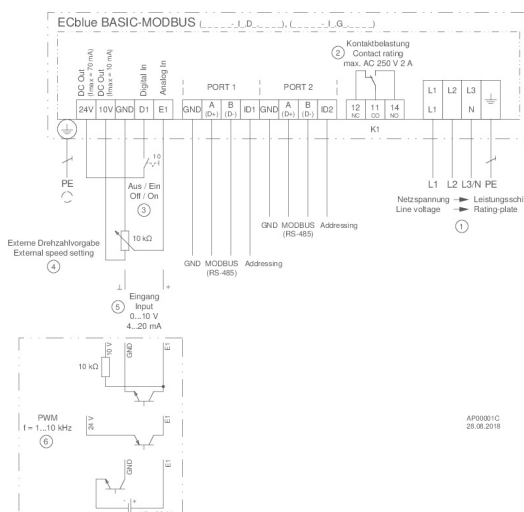 ECblue BASIC-MODBUS (_ _ _ _ - _ I _D_ . _ _ _), (_ _ _ _ - _ I _G_ . _ _ _)
Kontaktbelastung
2 Contact rating
max. AC 250 V 2 A
DC Out
(Imax = 70 mA)
DC Out
(Imax = 10 mA)
Digital In
Analog In
PORT 1 PORT 2
24V 10V GND D1 E1 GND A (D+) B (D-) ID1 GND A (D+) B (D-) ID2
12 NC 11 CO 14 NO
K1
L1 L2 L3
L1 N
PE
1 0
Aus / Ein
Off / On
3
L1 L2 L3/N PE
Netzspannung Leistungsschi
Line voltage Rating-plate
1
GND MODBUS Addressing
(RS-485)
GND MODBUS Addressing
(RS-485)
10 kΩ
Externe Drehzahlvorgabe
External speed setting
4
⊥ +
5 Eingang
Input
0...10 V
4...20 mA
10 V GND E1
10 kΩ
PWM
f = 1...10 kHz
6
24 V E1
GND E1
- +
AP00001C
28.08.2018